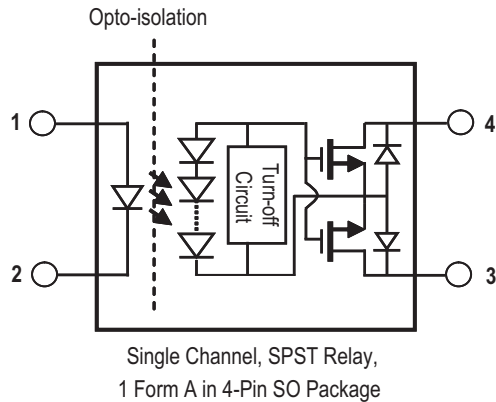 Opto-isolation
1
4
Turn-off
Circuit
2
3
Single Channel, SPST Relay,
1 Form A in 4-Pin SO Package